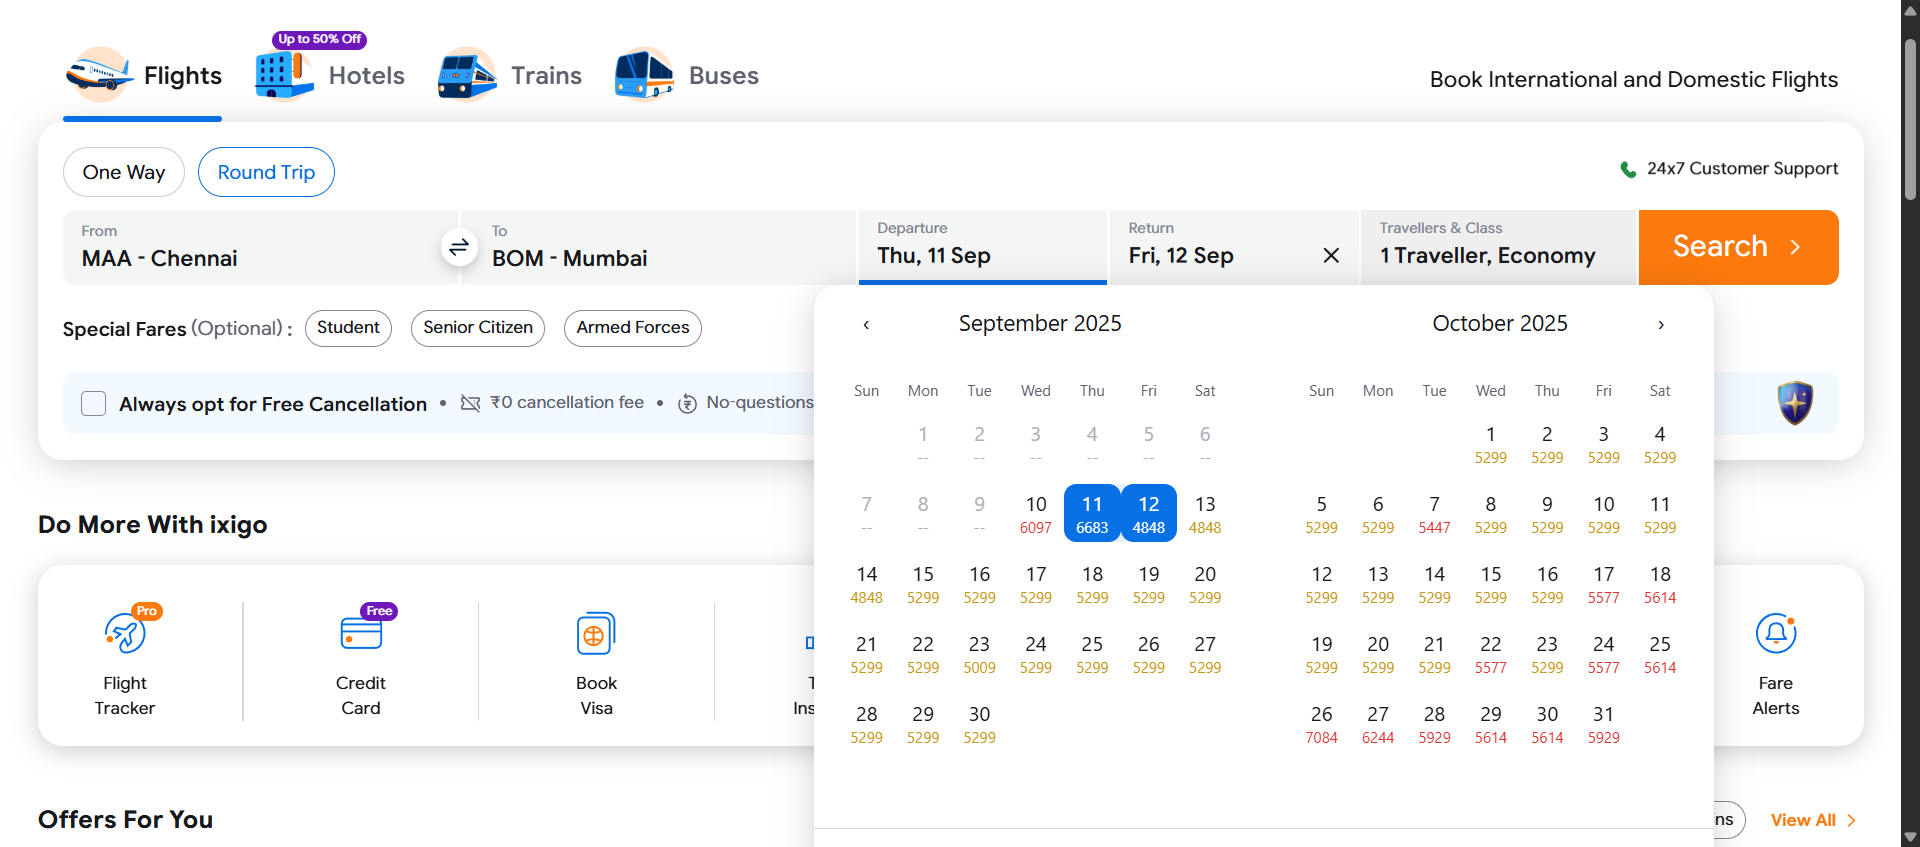 Up to 50% Off
Flights Hotels Trains Buses
Book International and Domestic Flights
One Way Round Trip
24x7 Customer Support
From
MAA - Chennai
To
BOM - Mumbai
Departure
Thu, 11 Sep
Return
Fri, 12 Sep
Travellers & Class
1 Traveller, Economy
Search
Special Fares (Optional) : Student Senior Citizen Armed Forces
Always opt for Free Cancellation • ₹0 cancellation fee • No-questions
September 2025
Sun Mon Tue Wed Thu Fri Sat
1 2 3 4 5 6
-- -- -- -- -- --
7 8 9 10 11 12 13
-- -- -- 6097 6683 4848 4848
14 15 16 17 18 19 20
4848 5299 5299 5299 5299 5299 5299
21 22 23 24 25 26 27
5299 5299 5009 5299 5299 5299 5299
28 29 30
5299 5299 5299
October 2025
Sun Mon Tue Wed Thu Fri Sat
1 2 3 4
5299 5299 5299 5299
5 6 7 8 9 10 11
5299 5299 5447 5299 5299 5299 5299
12 13 14 15 16 17 18
5299 5299 5299 5299 5299 5577 5614
19 20 21 22 23 24 25
5299 5299 5299 5577 5299 5577 5614
26 27 28 29 30 31
7084 6244 5929 5614 5614 5929
Do More With ixigo
Pro
Flight
Tracker
Free
Credit
Card
Book
Visa
Fare
Alerts
Offers For You
View All